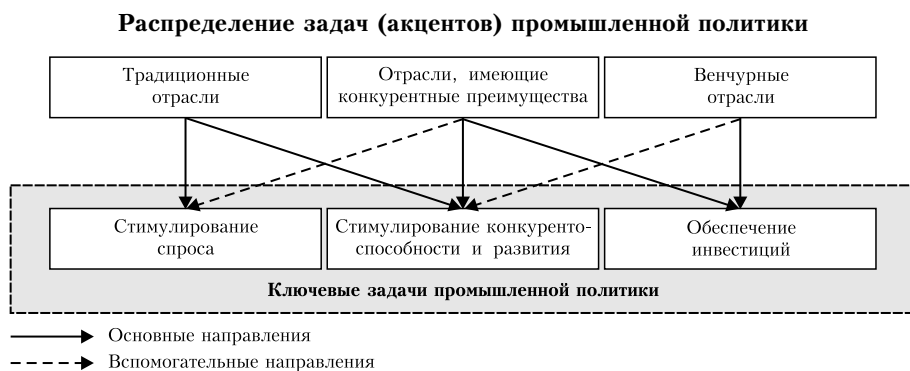 Распределение задач (акцентов) промышленной политики
Традиционные
отрасли
Отрасли, имеющие
конкурентные преимущества
Венчурные
отрасли
Стимулирование
спроса
Стимулирование конкуренто-
способности и развития
Обеспечение
инвестиций
Ключевые задачи промышленной политики
Основные направления
Вспомогательные направления